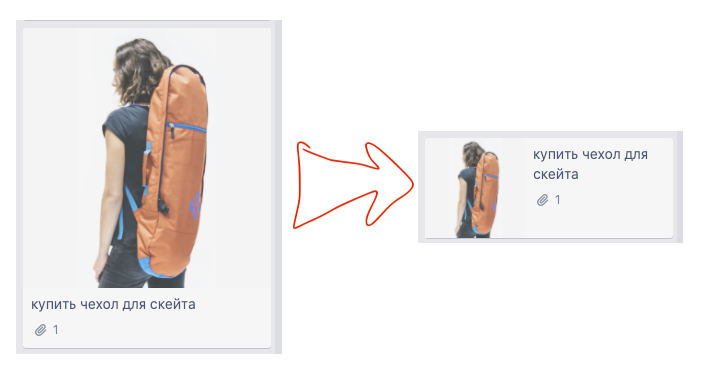 купить чехол для скейта
1
купить чехол для
скейта
1